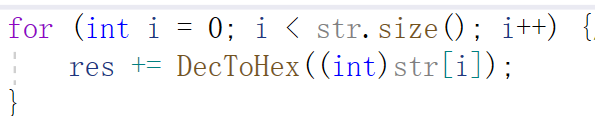 for (int i = 0; i < str.size(); i++) {
res += DecToHex((int)str[i]);
}